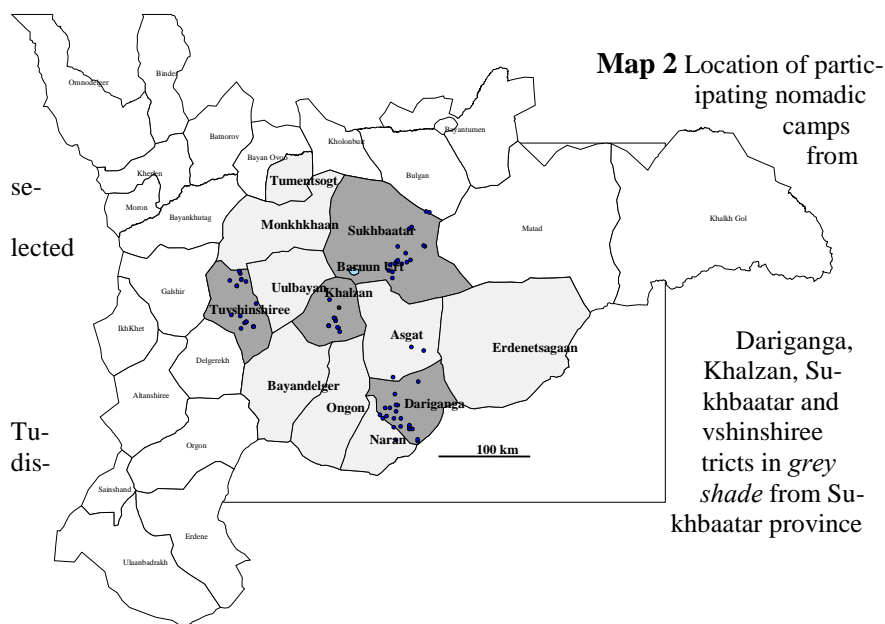 Map 2 Location of partic-
ipating nomadic
camps
from
se-
lected
Dariganga,
Khalzan, Su-
khbaatar and
Tu-
vshinshiree
dis-
tricts in grey
shade from Su-
khbaatar province
Omnodelger
Binder
Batnorov
Bayan Ovoo
Kholonbuir
Bayantumen
Bulgan
Kherlen
Tumentsogt
Moron
Bayankhutag
Monkhkhaan
Sukhbaatar
Matad
Khalkh Gol
Baruun Urt
Galshir
Uulbayan
Khalzan
Tuvshinshiree
IkhKhet
Asgat
Erdenetsagaan
Delgerekh
Altanshiree
Bayandelger
Ongon
Dariganga
Naran
Orgon
100 km
Sainshand
Erdene
Ulaanbadrakh